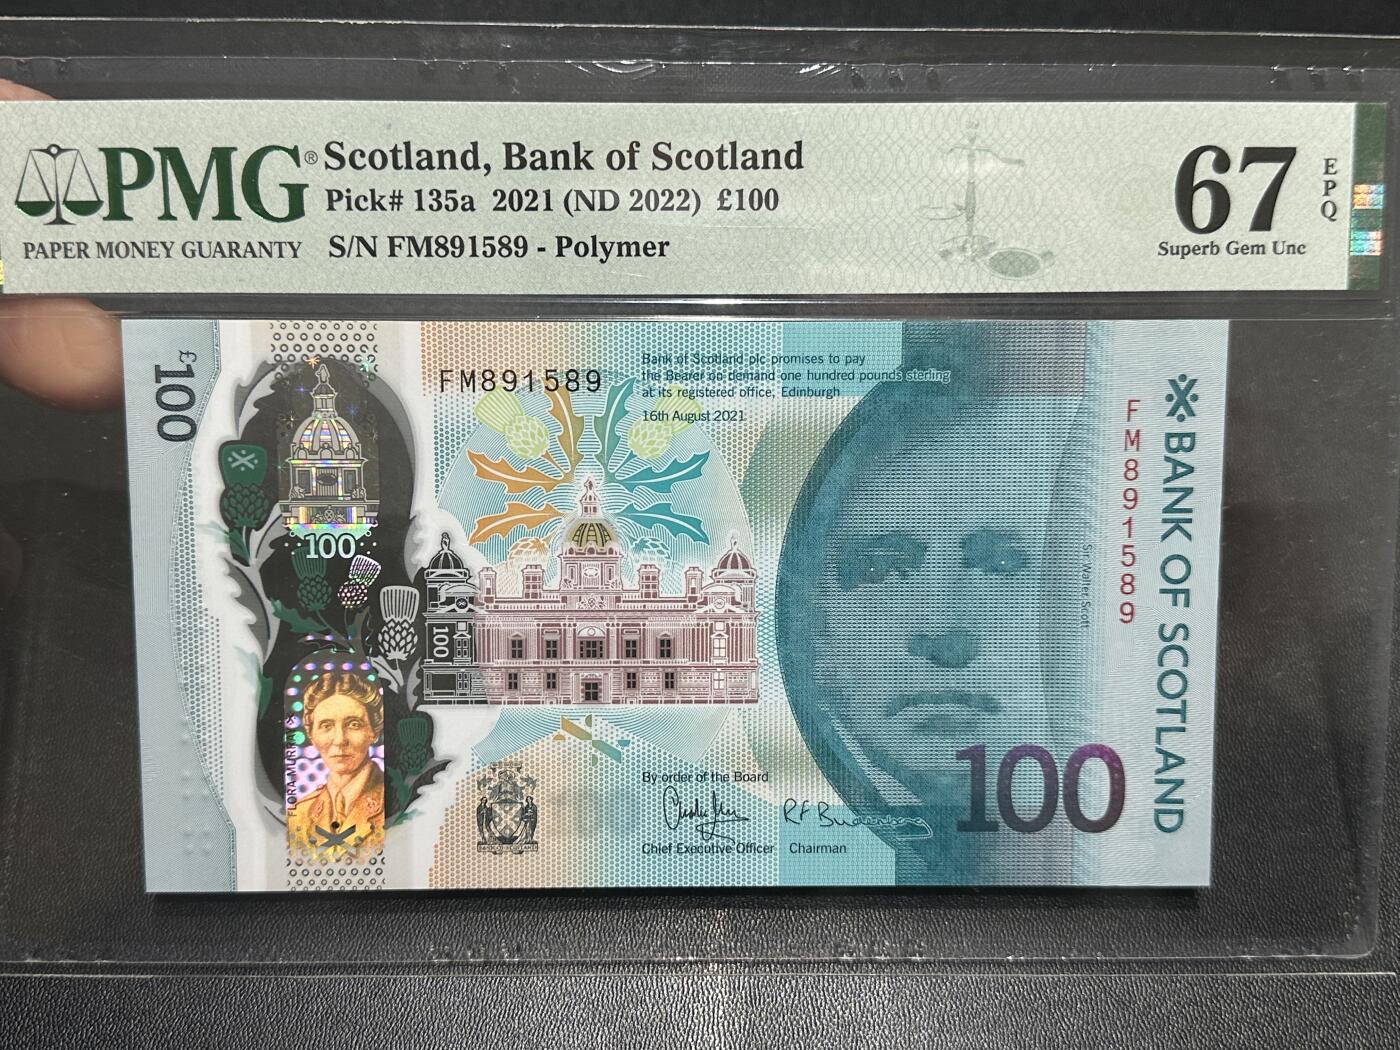 PMG®
PAPER MONEY GUARANTY
Scotland, Bank of Scotland
Pick# 135a 2021 (ND 2022) £100
S/N FM891589 - Polymer
67
EPQ
Superb Gem Unc
£100
FM891589
Bank of Scotland plc promises to pay
the Bearer on demand one hundred pounds sterling
at its registered office, Edinburgh
16th August 2021
100
100
FLORA MURRAY
By order of the Board
Chief Executive Officer
Chairman
Sir Walter Scott
100
FM891589
BANK OF SCOTLAND